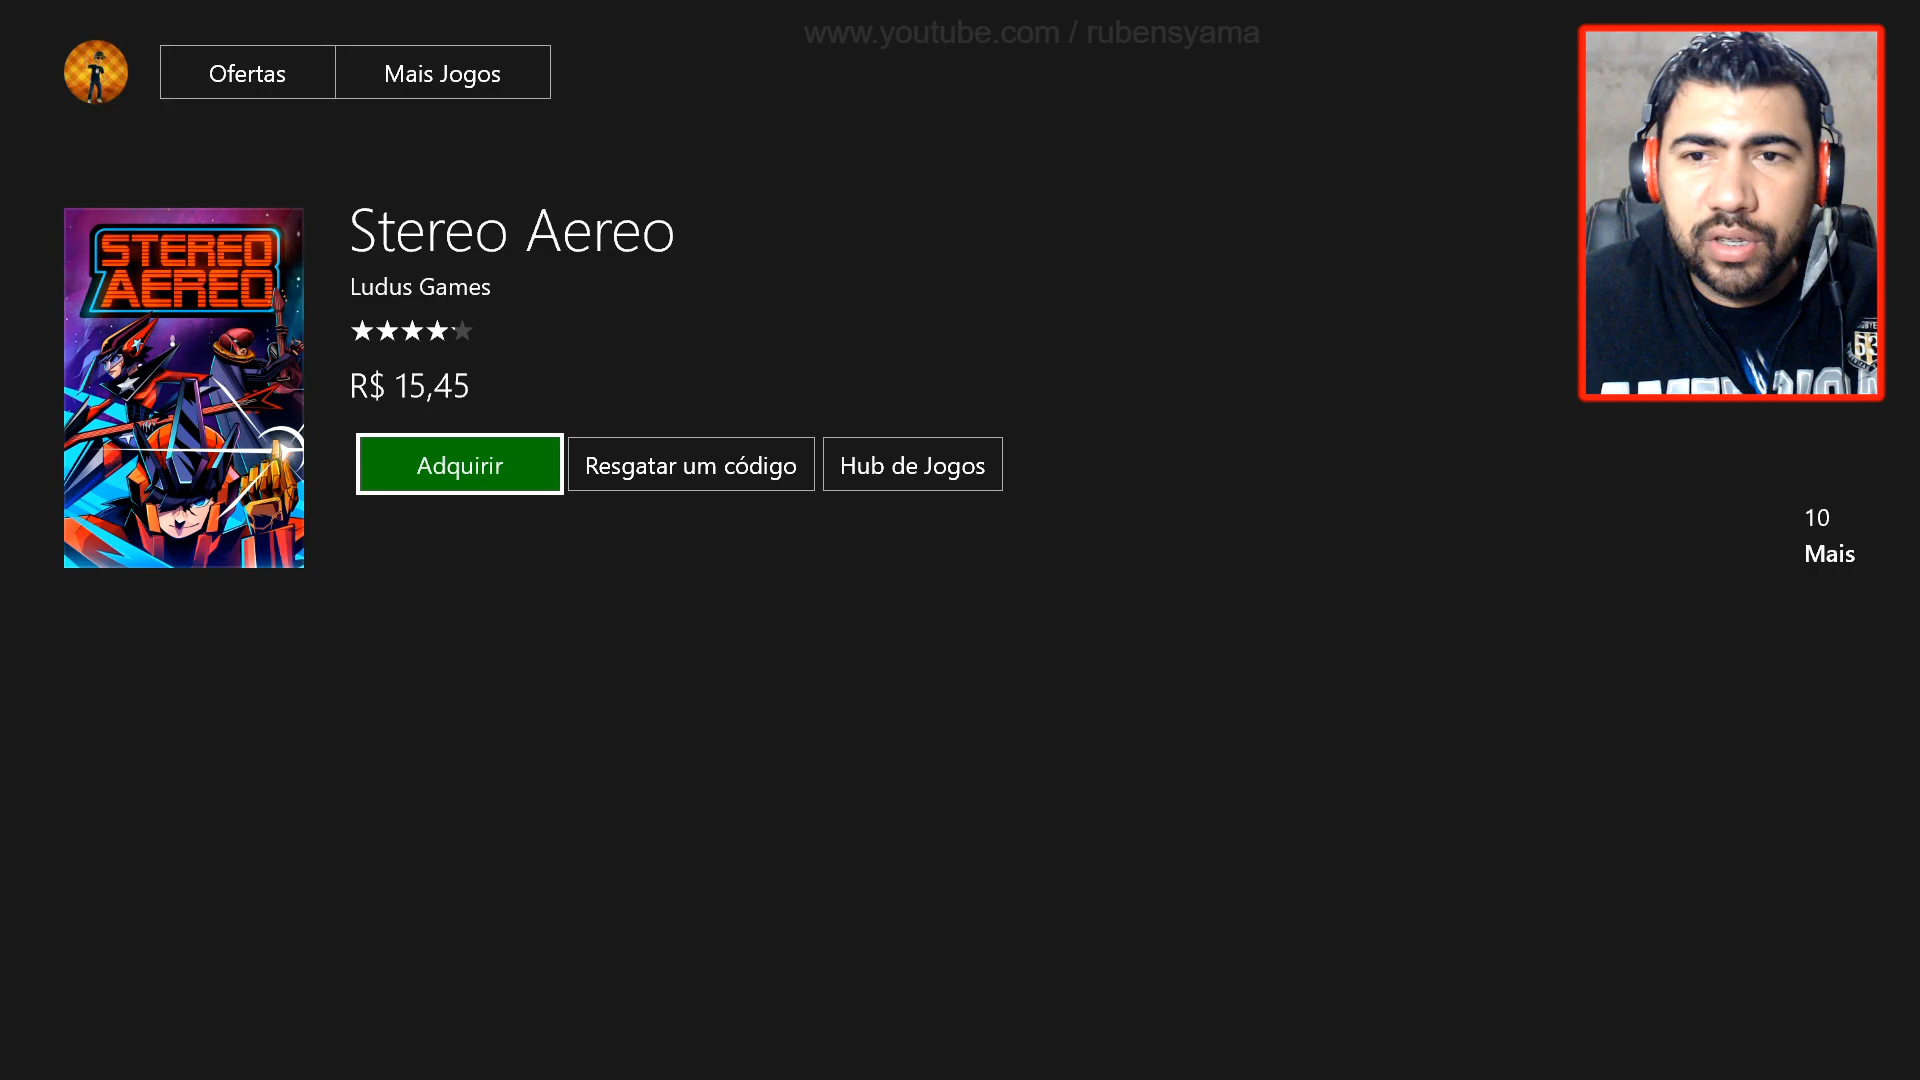 www.youtube.com / rubensyama
Ofertas
Mais Jogos
STEREO
AEREO
Stereo Aereo
Ludus Games
R$ 15,45
Adquirir
Resgatar um código
Hub de Jogos
10
Mais